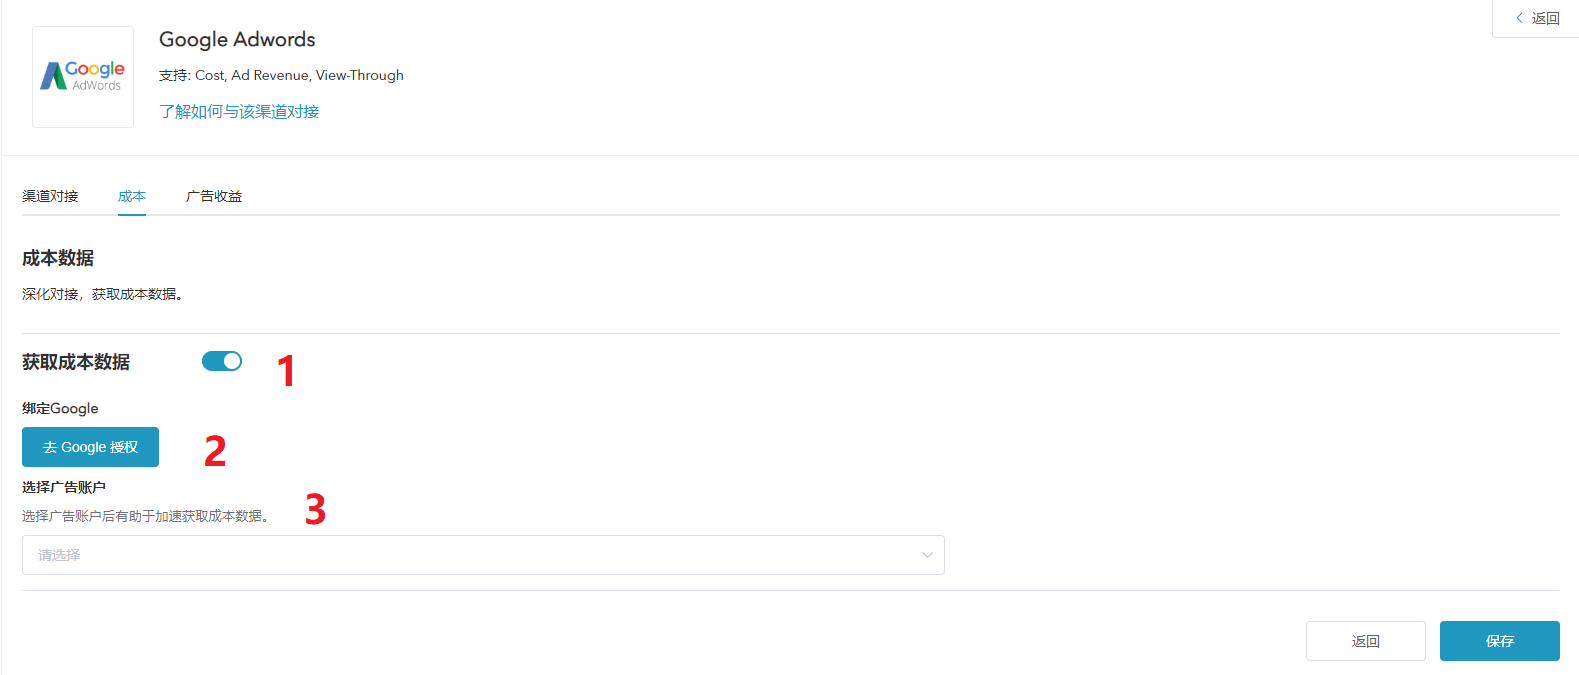 返回
Google Adwords
Google
AdWords
支持: Cost, Ad Revenue, View-Through
了解如何与该渠道对接
渠道对接 成本 广告收益
成本数据
深化对接，获取成本数据。
获取成本数据 1
绑定Google
去 Google 授权 2
选择广告账户
选择广告账户后有助于加速获取成本数据。 3
请选择
返回 保存